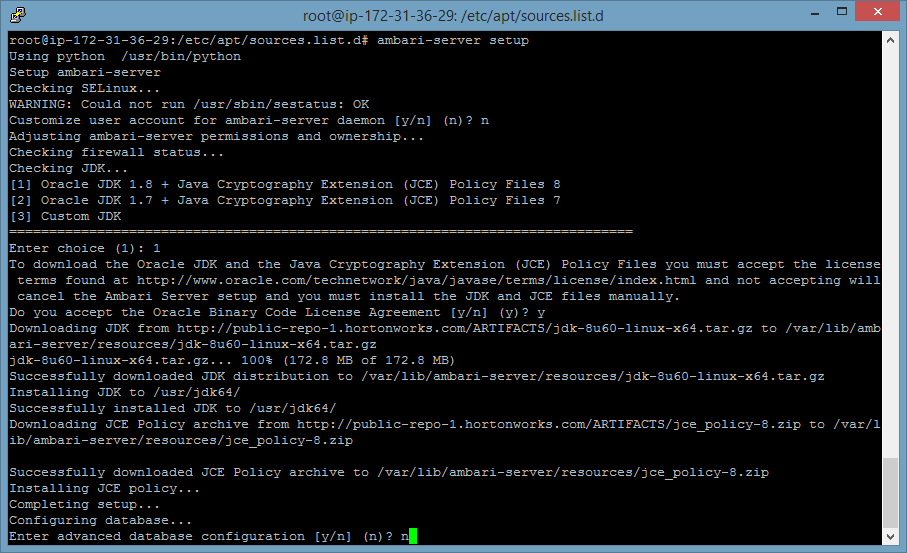 root@ip-172-31-36-29: /etc/apt/sources.list.d
root@ip-172-31-36-29:/etc/apt/sources.list.d# ambari-server setup
Using python  /usr/bin/python
Setup ambari-server
Checking SELinux...
WARNING: Could not run /usr/sbin/sestatus: OK
Customize user account for ambari-server daemon [y/n] (n)? n
Adjusting ambari-server permissions and ownership...
Checking firewall status...
Checking JDK...
[1] Oracle JDK 1.8 + Java Cryptography Extension (JCE) Policy Files 8
[2] Oracle JDK 1.7 + Java Cryptography Extension (JCE) Policy Files 7
[3] Custom JDK
==============================================================================
Enter choice (1): 1
To download the Oracle JDK and the Java Cryptography Extension (JCE) Policy Files you must accept the license
 terms found at http://www.oracle.com/technetwork/java/javase/terms/license/index.html and not accepting will
 cancel the Ambari Server setup and you must install the JDK and JCE files manually.
Do you accept the Oracle Binary Code License Agreement [y/n] (y)? y
Downloading JDK from http://public-repo-1.hortonworks.com/ARTIFACTS/jdk-8u60-linux-x64.tar.gz to /var/lib/amb
ari-server/resources/jdk-8u60-linux-x64.tar.gz
jdk-8u60-linux-x64.tar.gz... 100% (172.8 MB of 172.8 MB)
Successfully downloaded JDK distribution to /var/lib/ambari-server/resources/jdk-8u60-linux-x64.tar.gz
Installing JDK to /usr/jdk64/
Successfully installed JDK to /usr/jdk64/
Downloading JCE Policy archive from http://public-repo-1.hortonworks.com/ARTIFACTS/jce_policy-8.zip to /var/l
ib/ambari-server/resources/jce_policy-8.zip
Successfully downloaded JCE Policy archive to /var/lib/ambari-server/resources/jce_policy-8.zip
Installing JCE policy...
Completing setup...
Configuring database...
Enter advanced database configuration [y/n] (n)? n